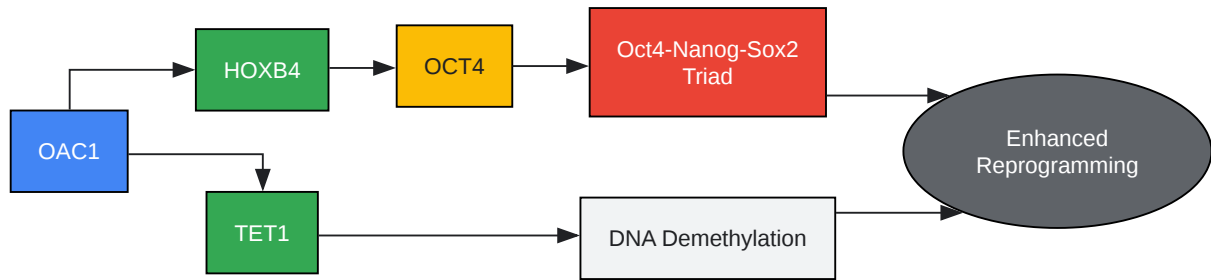 HOXB4
OCT4
Oct4-Nanog-Sox2
Triad
OAC1
Enhanced
Reprogramming
TET1
DNA Demethylation